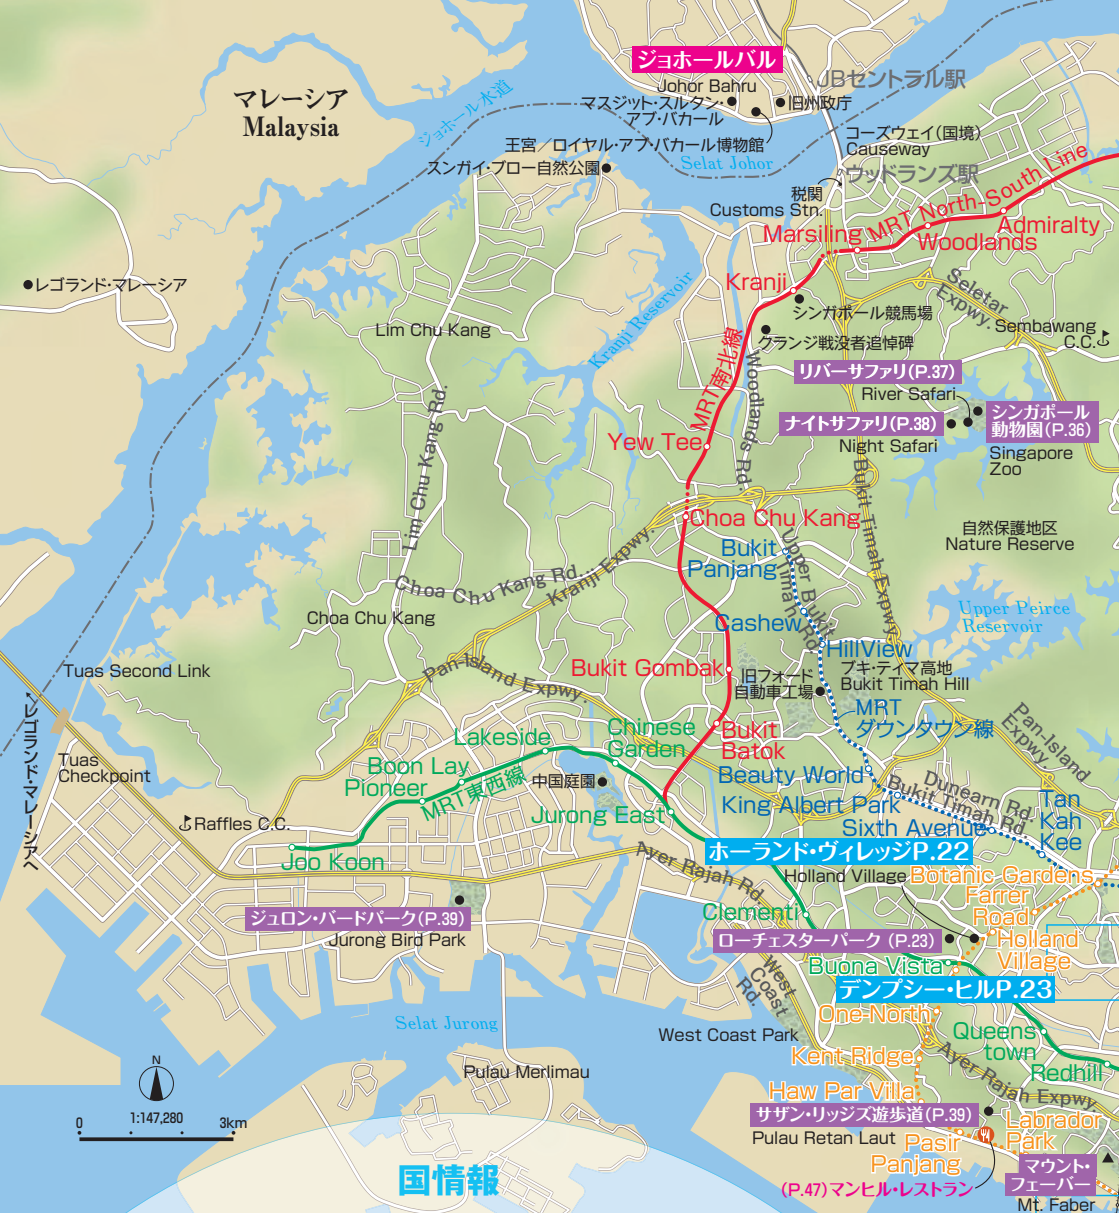 ジョホールバル
Johor Bahru
JBセントラル駅
マレーシア
Malaysia
ジョホール水道
マスジット・スルタン・
アブ・バカール
旧州政庁
王宮／ロイヤル・アブ・バカール博物館
コーズウェイ(国境)
Causeway
Selat Johor
スンガイ・ブロー自然公園
ウッドランズ駅
税関
Customs Stn.
MRT North-South Line
Marsiling
Woodlands
Admiralty
Kranji
レゴランド・マレーシア
シンガポール競馬場
Seletar
Expwy.
Sembawang
C.C.
Lim Chu Kang
Kranji Reservoir
クランジ戦没者追悼碑
MRT南北線
Woodlands Rd.
リバーサファリ(P.37)
River Safari
ナイトサファリ(P.38)
Night Safari
シンガポール
動物園(P.36)
Singapore
Zoo
Yew Tee
Lim Chu Kang Rd.
Bukit Timah Expwy.
Choa Chu Kang
自然保護地区
Nature Reserve
Bukit
Panjang
Upper Bukit
Timah Rd.
Kranji Expwy.
Choa Chu Kang Rd.
Choa Chu Kang
Cashew
Upper Peirce
Reservoir
HillView
ブキ・ティマ高地
Bukit Timah Hill
Tuas Second Link
Pan-Island Expwy.
Bukit Gombak
旧フォード
自動車工場
MRT
ダウンタウン線
Pan-Island
Expwy.
←レゴランド・マレーシアへ
Tuas
Checkpoint
Lakeside
Chinese
Garden
Bukit
Batok
Boon Lay
Pioneer
MRT東西線
中国庭園
Beauty World
Jurong East
King Albert Park
Dunearn Rd.
Bukit Timah Rd.
Sixth Avenue
Tan
Kah
Kee
Raffles C.C.
Joo Koon
Ayer Rajah Rd.
ホーランド・ヴィレッジP.22
Holland Village
Botanic Gardens
Farrer
Road
Clementi
ジュロン・バードパーク(P.39)
Jurong Bird Park
ローチェスターパーク (P.23)
Holland
Village
Buona Vista
デンプシー・ヒルP.23
West
Coast
Rd.
One-North
Selat Jurong
West Coast Park
Queens
town
Kent Ridge
Ayer Rajah Expwy.
Redhill
Pulau Merlimau
Haw Par Villa
サザン・リッジズ遊歩道(P.39)
Pulau Retan Laut
Labrador
Park
Pasir
Panjang
マウント・
フェーバー
Mt. Faber
(P.47)マンヒル・レストラン
N
1:147,280
0
3km
国情報